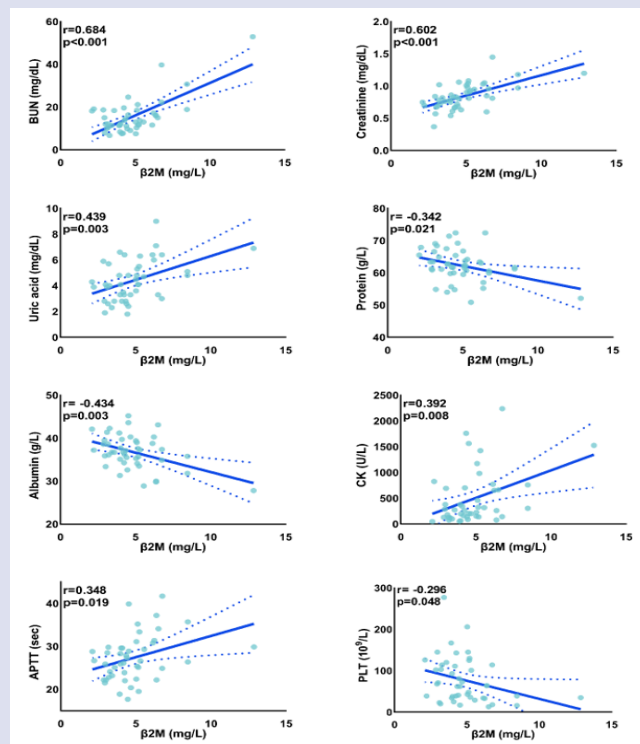 r=0.684
p<0.001
BUN (mg/dL)
60
40
20
0
0
5
10
15
β2M (mg/L)
r=0.602
p<0.001
Creatinine (mg/dL)
2.0
1.5
1.0
0.5
0.0
0
5
10
15
β2M (mg/L)
r=0.439
p=0.003
Uric acid (mg/dL)
10
8
6
4
2
0
0
5
10
15
β2M (mg/L)
r= -0.342
p=0.021
Protein (g/L)
80
70
60
50
40
0
5
10
15
β2M (mg/L)
r= -0.434
p=0.003
Albumin (g/L)
50
40
30
20
0
5
10
15
β2M (mg/L)
r=0.392
p=0.008
CK (U/L)
2500
2000
1500
1000
500
0
0
5
10
15
β2M (mg/L)
r=0.348
p=0.019
APTT (sec)
40
30
20
0
5
10
15
β2M (mg/L)
r= -0.296
p=0.048
PLT (10⁹/L)
300
200
100
0
0
5
10
15
β2M (mg/L)